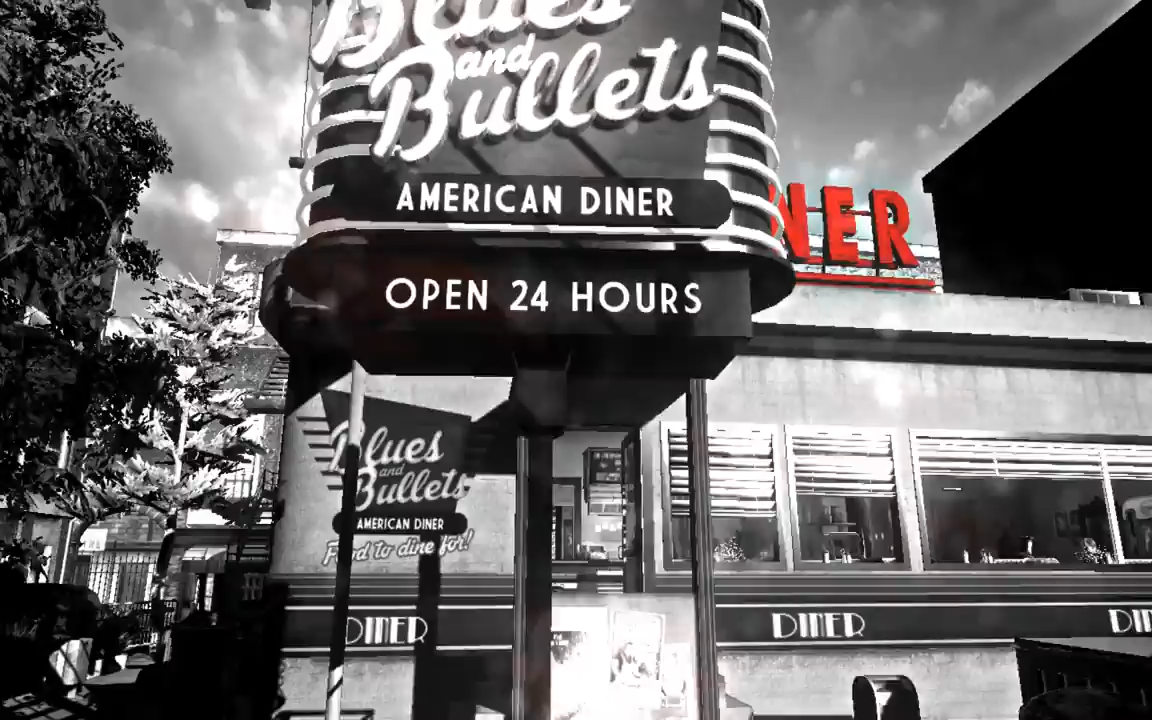 Blues
and
Bullets
AMERICAN DINER
NER
OPEN 24 HOURS
Blues
and
Bullets
AMERICAN DINER
Food to dine for!
DINER
DINER
DIN